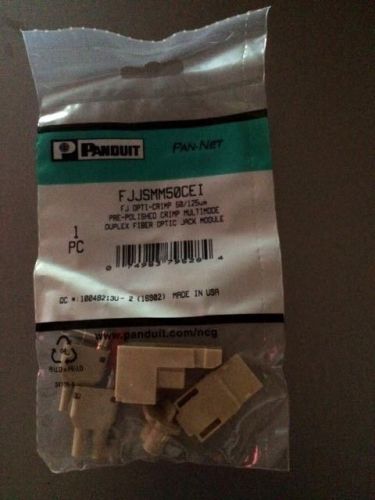 PANDUIT PAN-NET
FJJSMM50CEI
FJ OPTI-CRIMP 50/125µm
PRE-POLISHED CRIMP MULTIMODE
DUPLEX FIBER OPTIC JACK MODULE
1
PC
MADE IN USA
www.panduit.com/ncg